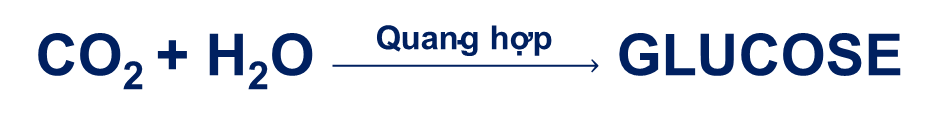 CO₂ + H₂O Quang hợp GLUCOSE